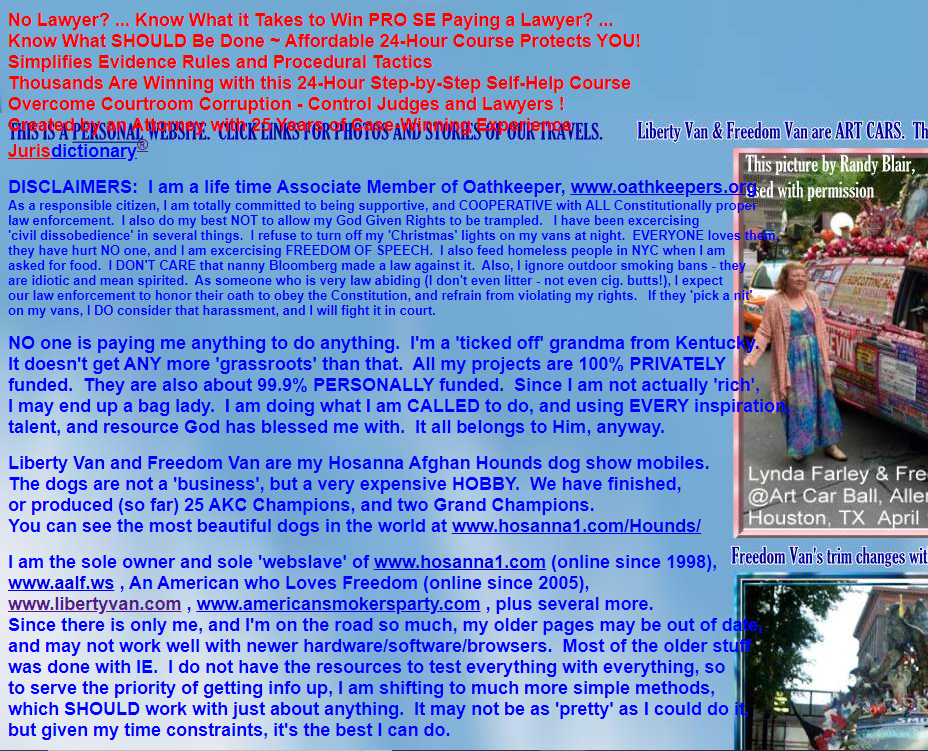 No Lawyer? ... Know What it Takes to Win PRO SE Paying a Lawyer? ...
Know What SHOULD Be Done ~ Affordable 24-Hour Course Protects YOU!
Simplifies Evidence Rules and Procedural Tactics
Thousands Are Winning with this 24-Hour Step-by-Step Self-Help Course
Overcome Courtroom Corruption - Control Judges and Lawyers !
Created by an Attorney with 25 Years of Case-Winning Experience
THIS IS A PERSONAL WEBSITE. CLICK LINKS FOR PHOTOS AND STORIES OF OUR TRAVELS.
Jurisdictionary®
DISCLAIMERS: I am a life time Associate Member of Oathkeeper, www.oathkeepers.org.
As a responsible citizen, I am totally committed to being supportive, and COOPERATIVE with ALL Constitutionally proper
law enforcement. I also do my best NOT to allow my God Given Rights to be trampled. I have been excercising
'civil dissobedience' in several things. I refuse to turn off my 'Christmas' lights on my vans at night. EVERYONE loves them,
they have hurt NO one, and I am excercising FREEDOM OF SPEECH. I also feed homeless people in NYC when I am
asked for food. I DON'T CARE that nanny Bloomberg made a law against it. Also, I ignore outdoor smoking bans - they
are idiotic and mean spirited. As someone who is very law abiding (I don't even litter - not even cig. butts!), I expect
our law enforcement to honor their oath to obey the Constitution, and refrain from violating my rights. If they 'pick a nit'
on my vans, I DO consider that harassment, and I will fight it in court.
NO one is paying me anything to do anything. I'm a 'ticked off' grandma from Kentucky.
It doesn't get ANY more 'grassroots' than that. All my projects are 100% PRIVATELY
funded. They are also about 99.9% PERSONALLY funded. Since I am not actually 'rich',
I may end up a bag lady. I am doing what I am CALLED to do, and using EVERY inspiration,
talent, and resource God has blessed me with. It all belongs to Him, anyway.
Liberty Van and Freedom Van are my Hosanna Afghan Hounds dog show mobiles.
The dogs are not a 'business', but a very expensive HOBBY. We have finished,
or produced (so far) 25 AKC Champions, and two Grand Champions.
You can see the most beautiful dogs in the world at www.hosanna1.com/Hounds/
I am the sole owner and sole 'webslave' of www.hosanna1.com (online since 1998),
www.aalf.ws , An American who Loves Freedom (online since 2005),
www.libertyvan.com , www.americansmokersparty.com , plus several more.
Since there is only me, and I'm on the road so much, my older pages may be out of date,
and may not work well with newer hardware/software/browsers. Most of the older stuff
was done with IE. I do not have the resources to test everything with everything, so
to serve the priority of getting info up, I am shifting to much more simple methods,
which SHOULD work with just about anything. It may not be as 'pretty' as I could do it,
but given my time constraints, it's the best I can do.
Liberty Van & Freedom Van are ART CARS. Th
This picture by Randy Blair,
used with permission
Lynda Farley & Fre
@Art Car Ball, Aller
Houston, TX April
Freedom Van's trim changes wit